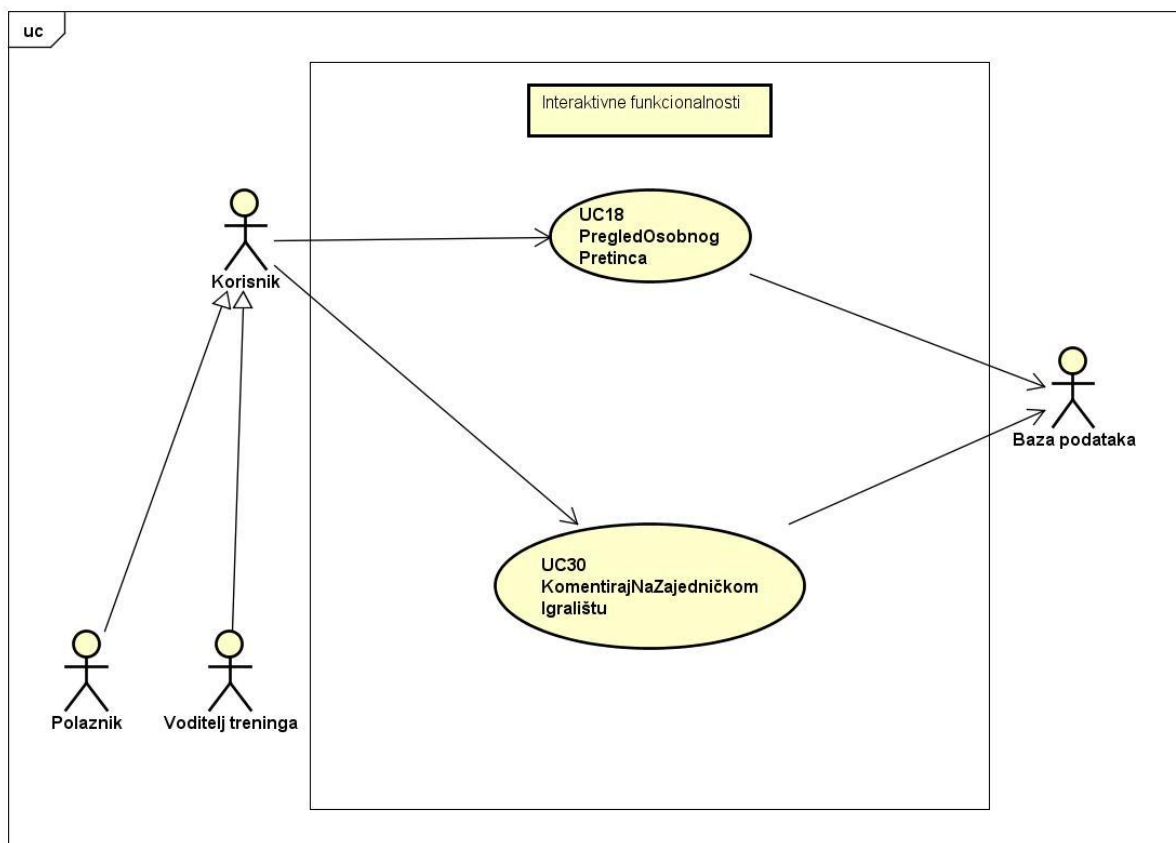 uc
Interaktivne funkcionalnosti
UC18
PregledOsobnog
Pretinca
Korisnik
Baza podataka
UC30
KomentirajNaZajedničkom
Igralištu
Polaznik
Voditelj treninga